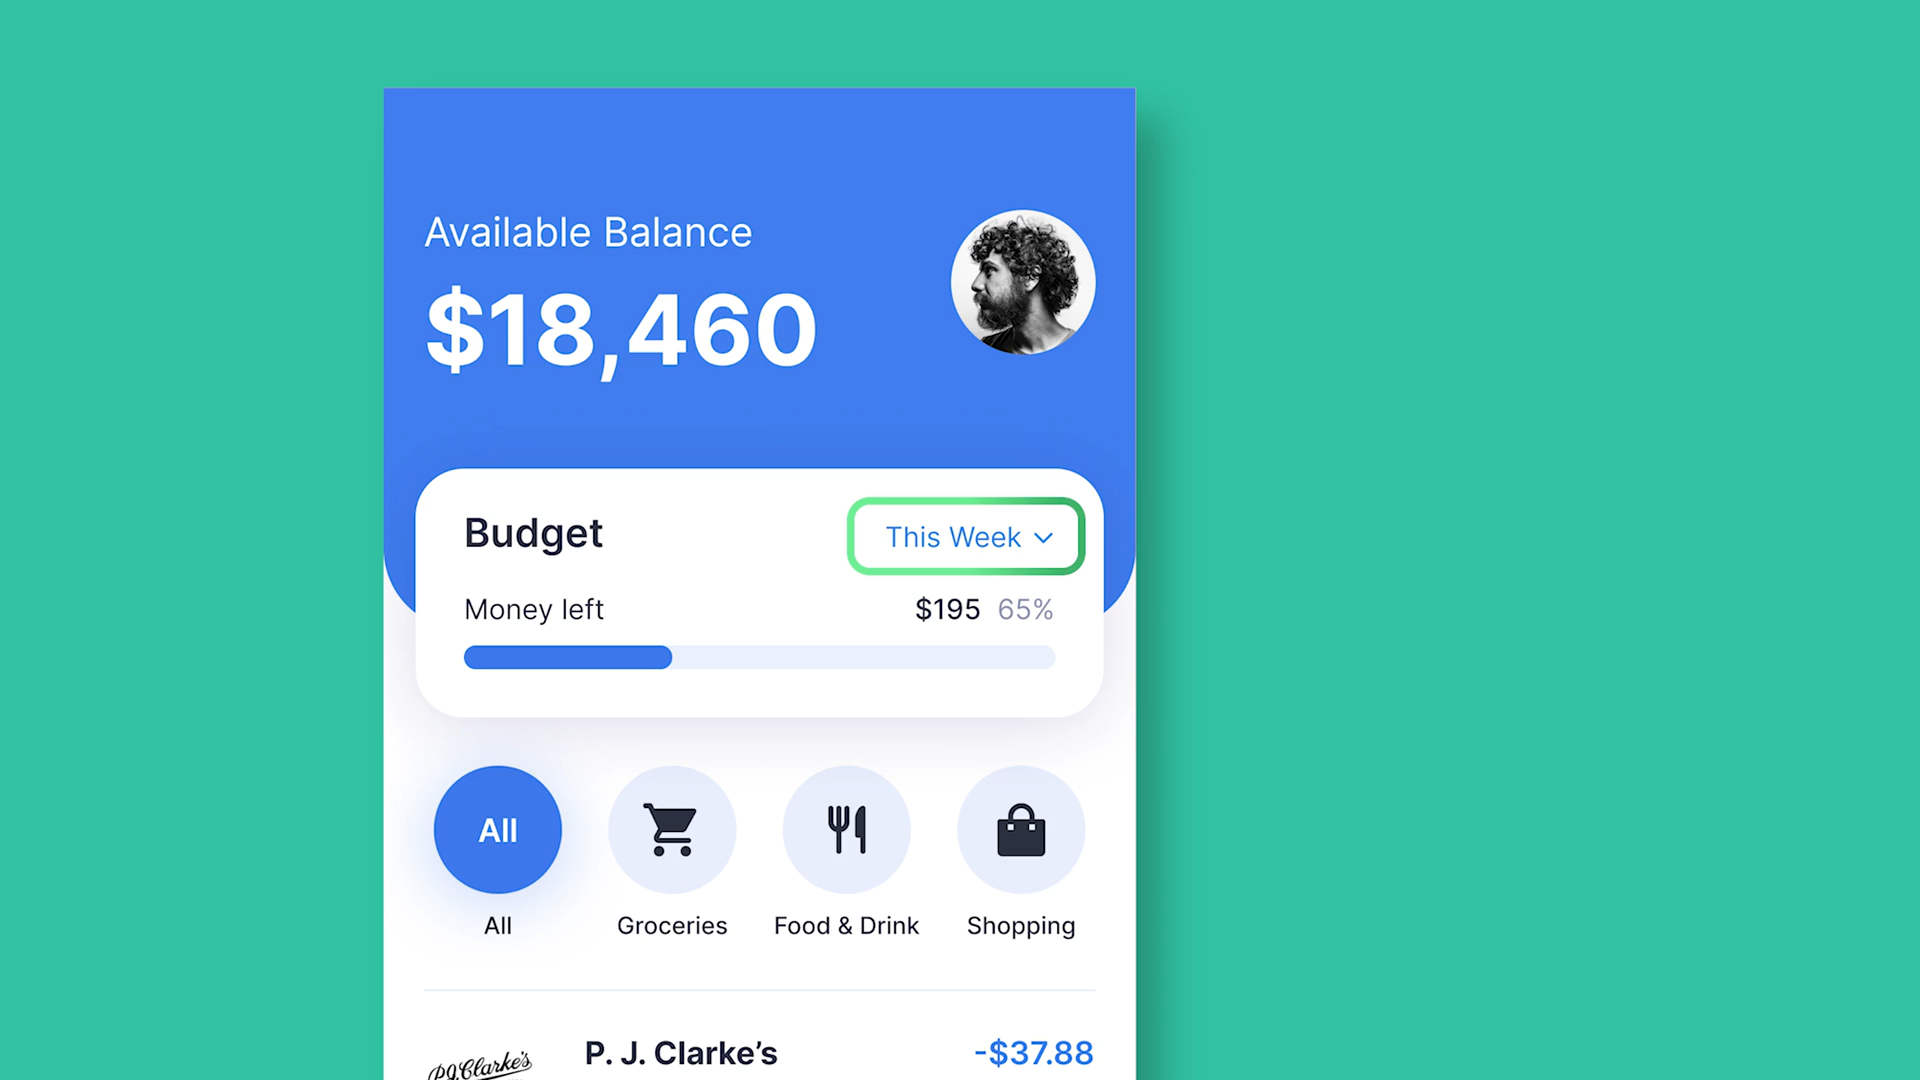 Available Balance
$18,460
Budget
This Week
Money left
$195 65%
All
All
Groceries
Food & Drink
Shopping
P.J.Clarke's
P. J. Clarke’s
-$37.88